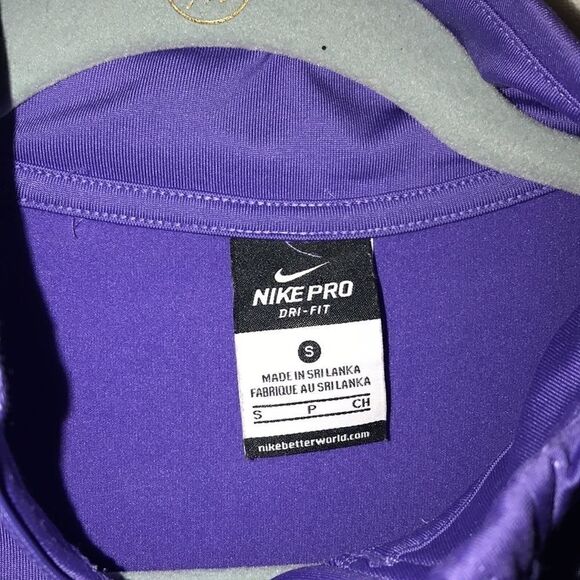 NIKE PRO
DRI-FIT
S
MADE IN SRI LANKA
FABRIQUE AU SRI LANKA
S P CH
nikebetterworld.com